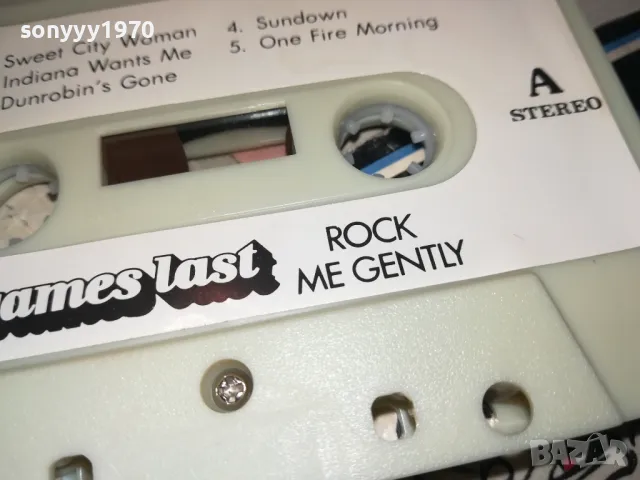 sonyyy1970
Sweet City Woman
Indiana Wants Me
Dunrobin's Gone
4. Sundown
5. One Fire Morning
A
STEREO
james last
ROCK
ME GENTLY
BAZAR